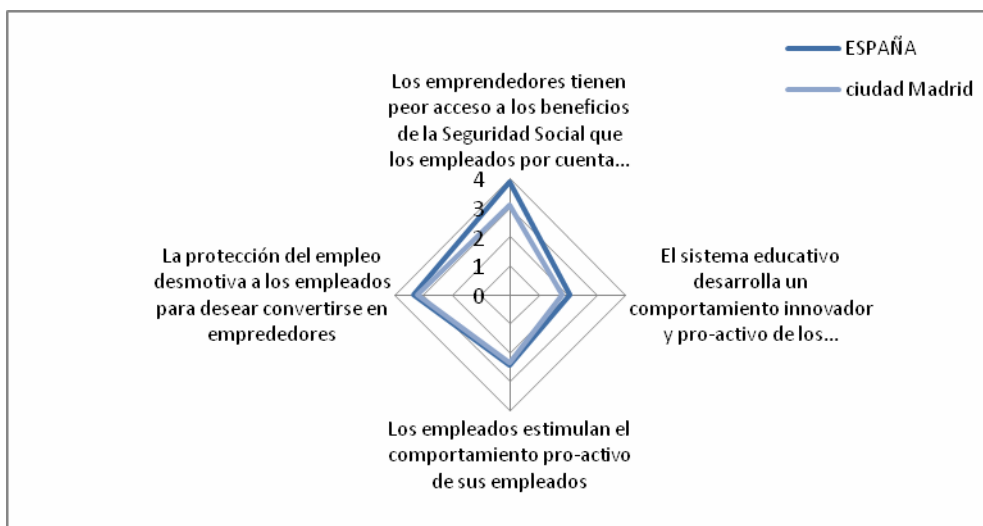 ESPAÑA
ciudad Madrid
Los emprendedores tienen
peor acceso a los beneficios
de la Seguridad Social que
los empleados por cuenta...
4
3
2
1
0
La protección del empleo
desmotiva a los empleados
para desear convertirse en
empredédores
El sistema educativo
desarrolla un
comportamiento innovador
y pro-activo de los...
Los empleados estimulan el
comportamiento pro-activo
de sus empleados